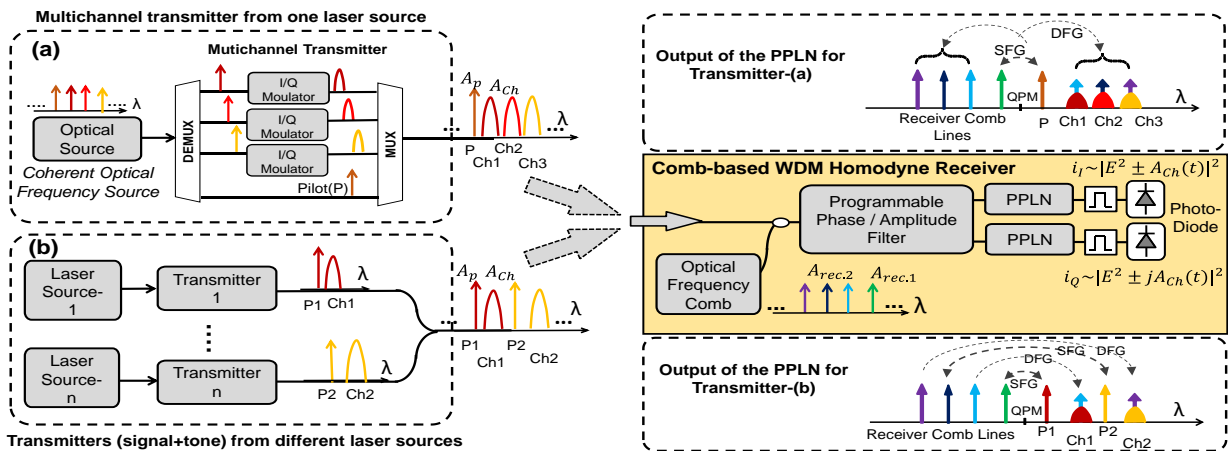 Multichannel transmitter from one laser source
(a)
Mutichannel Transmitter
λ
Optical
Source
Coherent Optical
Frequency Source
DEMUX
I/Q
Moulator
I/Q
Moulator
I/Q
Moulator
Pilot(P)
MUX
A_p A_Ch
λ
P Ch1 Ch2 Ch3
(b)
Laser
Source-
1
Transmitter
1
λ
P1 Ch1
Laser
Source-
n
Transmitter
n
λ
P2 Ch2
A_p A_Ch
λ
P1 Ch1 P2 Ch2
Transmitters (signal+tone) from different laser sources
Output of the PPLN for
Transmitter-(a)
SFG DFG
QPM
λ
Receiver Comb
Lines
P Ch1 Ch2 Ch3
Comb-based WDM Homodyne Receiver
i_I~|E² ± A_Ch(t)|²
Programmable
Phase / Amplitude
Filter
PPLN
PPLN
Photo-
Diode
Optical
Frequency
Comb
A_rec.2 A_rec.1
λ
i_Q~|E² ± jA_Ch(t)|²
Output of the PPLN for
Transmitter-(b)
DFG SFG DFG
SFG
QPM
λ
Receiver Comb Lines P1 Ch1 P2 Ch2